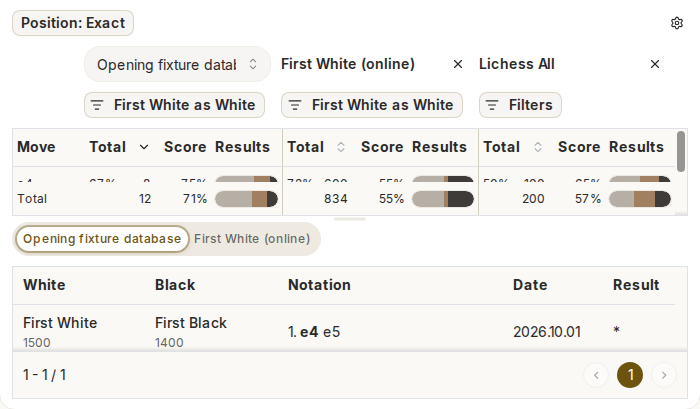 Position: Exact
Opening fixture datab First White (online) Lichess All
First White as White First White as White Filters
Move Total Score Results Total Score Results Total Score Results
Total 12 71% 834 55% 200 57%
Opening fixture database First White (online)
White Black Notation Date Result
First White First Black 1. e4 e5 2026.10.01 *
1500 1400
1 - 1 / 1 1